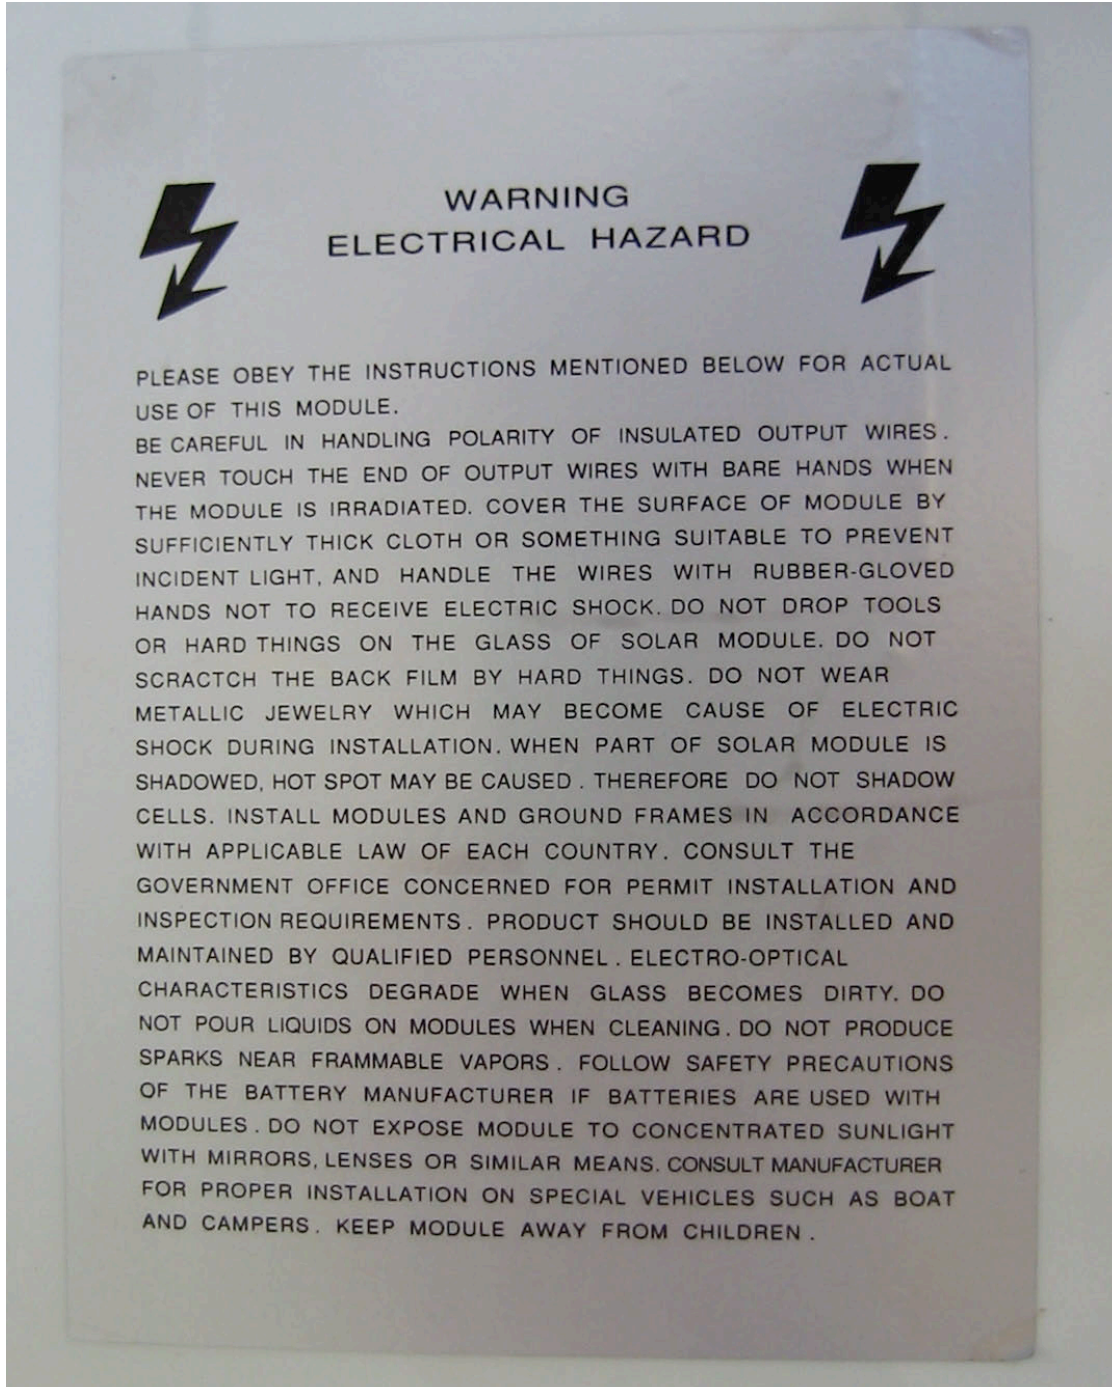 WARNING
ELECTRICAL HAZARD
PLEASE OBEY THE INSTRUCTIONS MENTIONED BELOW FOR ACTUAL
USE OF THIS MODULE.
BE CAREFUL IN HANDLING POLARITY OF INSULATED OUTPUT WIRES.
NEVER TOUCH THE END OF OUTPUT WIRES WITH BARE HANDS WHEN
THE MODULE IS IRRADIATED. COVER THE SURFACE OF MODULE BY
SUFFICIENTLY THICK CLOTH OR SOMETHING SUITABLE TO PREVENT
INCIDENT LIGHT, AND HANDLE THE WIRES WITH RUBBER-GLOVED
HANDS NOT TO RECEIVE ELECTRIC SHOCK. DO NOT DROP TOOLS
OR HARD THINGS ON THE GLASS OF SOLAR MODULE. DO NOT
SCRACTCH THE BACK FILM BY HARD THINGS. DO NOT WEAR
METALLIC JEWELRY WHICH MAY BECOME CAUSE OF ELECTRIC
SHOCK DURING INSTALLATION. WHEN PART OF SOLAR MODULE IS
SHADOWED, HOT SPOT MAY BE CAUSED. THEREFORE DO NOT SHADOW
CELLS. INSTALL MODULES AND GROUND FRAMES IN ACCORDANCE
WITH APPLICABLE LAW OF EACH COUNTRY. CONSULT THE
GOVERNMENT OFFICE CONCERNED FOR PERMIT INSTALLATION AND
INSPECTION REQUIREMENTS. PRODUCT SHOULD BE INSTALLED AND
MAINTAINED BY QUALIFIED PERSONNEL. ELECTRO-OPTICAL
CHARACTERISTICS DEGRADE WHEN GLASS BECOMES DIRTY. DO
NOT POUR LIQUIDS ON MODULES WHEN CLEANING. DO NOT PRODUCE
SPARKS NEAR FRAMMABLE VAPORS. FOLLOW SAFETY PRECAUTIONS
OF THE BATTERY MANUFACTURER IF BATTERIES ARE USED WITH
MODULES. DO NOT EXPOSE MODULE TO CONCENTRATED SUNLIGHT
WITH MIRRORS, LENSES OR SIMILAR MEANS. CONSULT MANUFACTURER
FOR PROPER INSTALLATION ON SPECIAL VEHICLES SUCH AS BOAT
AND CAMPERS. KEEP MODULE AWAY FROM CHILDREN.